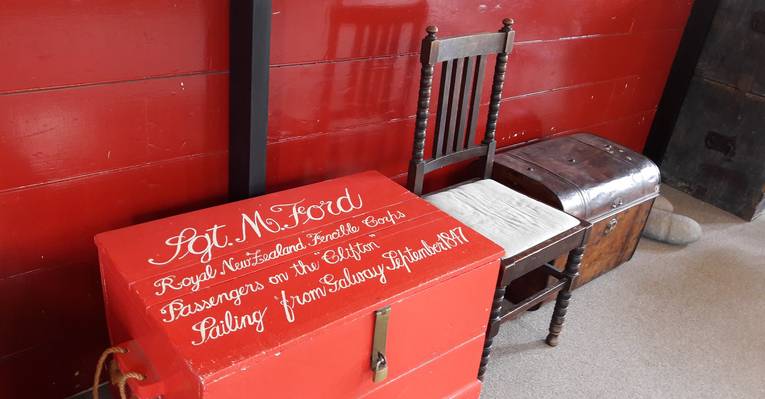 Sgt. M. Ford
Royal New Zealand Fencible Corps
Passengers on the "Clifton"
Sailing from Galway September 1847